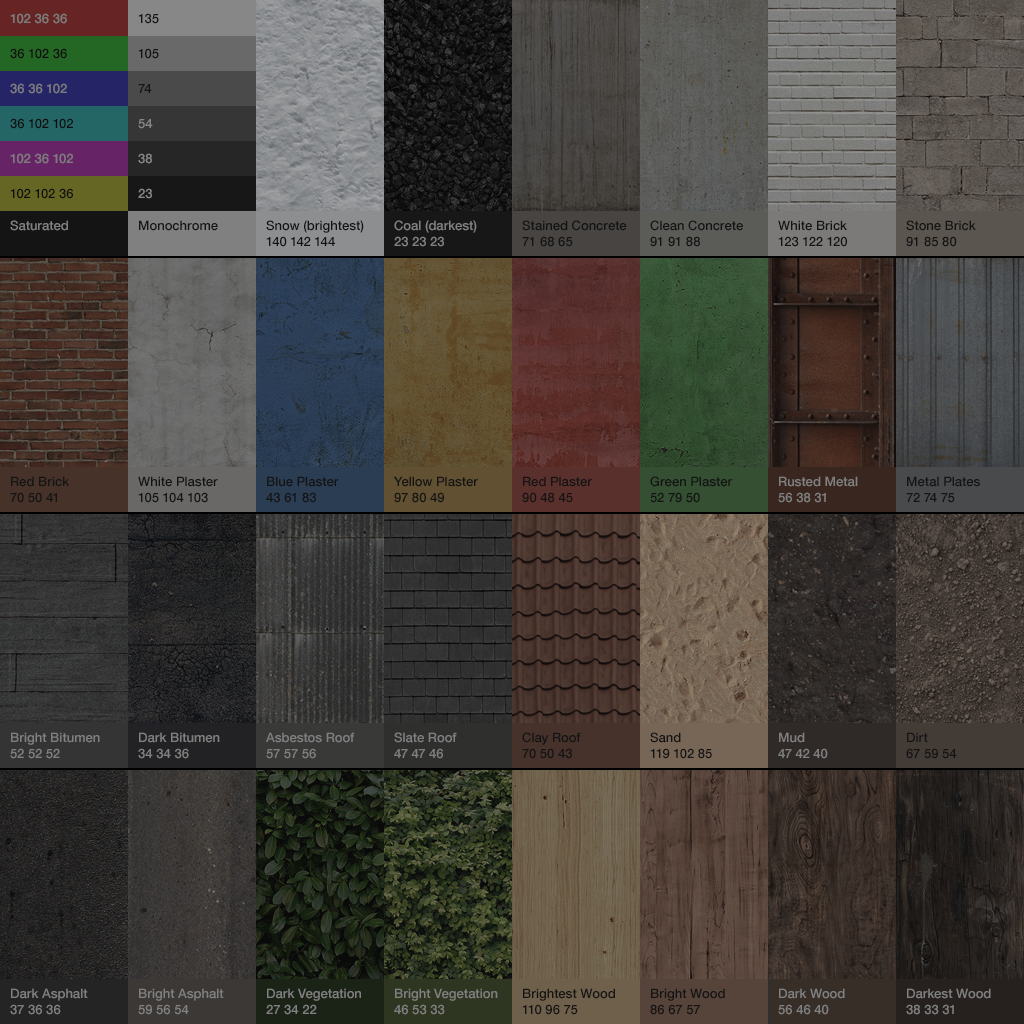 102 36 36
36 102 36
36 36 102
36 102 102
102 36 102
102 102 36
Saturated
135
105
74
54
38
23
Monochrome
Snow (brightest)
140 142 144
Coal (darkest)
23 23 23
Stained Concrete
71 68 65
Clean Concrete
91 91 88
White Brick
123 122 120
Stone Brick
91 85 80
Red Brick
70 50 41
White Plaster
105 104 103
Blue Plaster
43 61 83
Yellow Plaster
97 80 49
Red Plaster
90 48 45
Green Plaster
52 79 50
Rusted Metal
56 38 31
Metal Plates
72 74 75
Bright Bitumen
52 52 52
Dark Bitumen
34 34 36
Asbestos Roof
57 57 56
Slate Roof
47 47 46
Clay Roof
70 50 43
Sand
119 102 85
Mud
47 42 40
Dirt
67 59 54
Dark Asphalt
37 36 36
Bright Asphalt
59 56 54
Dark Vegetation
27 34 22
Bright Vegetation
46 53 33
Brightest Wood
110 96 75
Bright Wood
86 67 57
Dark Wood
56 46 40
Darkest Wood
38 33 31